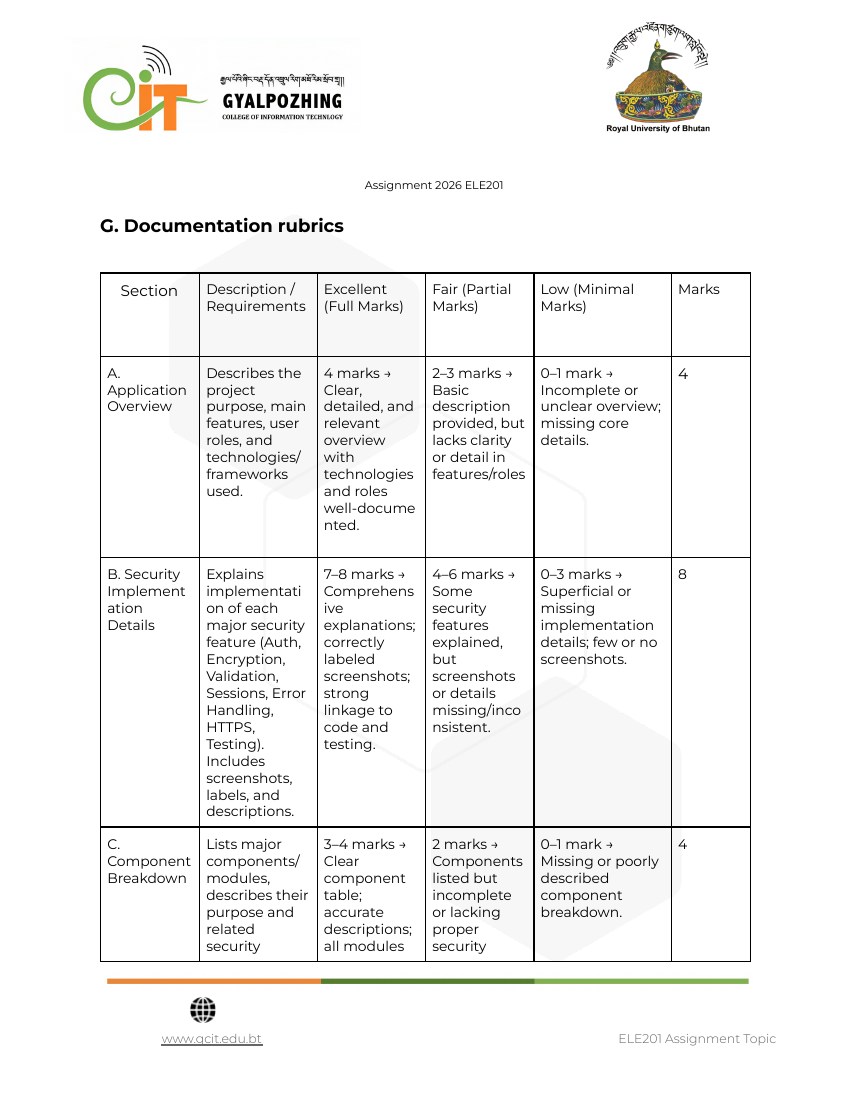 རྒྱལ་པོའི་ཞིང་བརྡ་དོན་འཕྲུལ་རིག་མཐོ་རིམ་སློབ་གྲྭ།
CiT
GYALPOZHING
COLLEGE OF INFORMATION TECHNLOGY
Royal University of Bhutan
Assignment 2026 ELE201
G. Documentation rubrics
Section
Description /
Requirements
Excellent
(Full Marks)
Fair (Partial
Marks)
Low (Minimal
Marks)
Marks
A.
Application
Overview
Describes the
project
purpose, main
features, user
roles, and
technologies/
frameworks
used.
4 marks →
Clear,
detailed, and
relevant
overview
with
technologies
and roles
well-docume
nted.
2–3 marks →
Basic
description
provided, but
lacks clarity
or detail in
features/roles
0–1 mark →
Incomplete or
unclear overview;
missing core
details.
4
B. Security
Implement
ation
Details
Explains
implementati
on of each
major security
feature (Auth,
Encryption,
Validation,
Sessions, Error
Handling,
HTTPS,
Testing).
Includes
screenshots,
labels, and
descriptions.
7–8 marks →
Comprehens
ive
explanations;
correctly
labeled
screenshots;
strong
linkage to
code and
testing.
4–6 marks →
Some
security
features
explained,
but
screenshots
or details
missing/inco
nsistent.
0–3 marks →
Superficial or
missing
implementation
details; few or no
screenshots.
8
C.
Component
Breakdown
Lists major
components/
modules,
describes their
purpose and
related
security
3–4 marks →
Clear
component
table;
accurate
descriptions;
all modules
2 marks →
Components
listed but
incomplete
or lacking
proper
security
0–1 mark →
Missing or poorly
described
component
breakdown.
4
www.gcit.edu.bt
ELE201 Assignment Topic